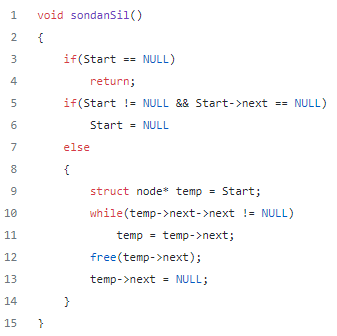 1 void sondanSil()
2 {
3 if(Start == NULL)
4 return;
5 if(Start != NULL && Start->next == NULL)
6 Start = NULL
7 else
8 {
9 struct node* temp = Start;
10 while(temp->next->next != NULL)
11 temp = temp->next;
12 free(temp->next);
13 temp->next = NULL;
14 }
15 }